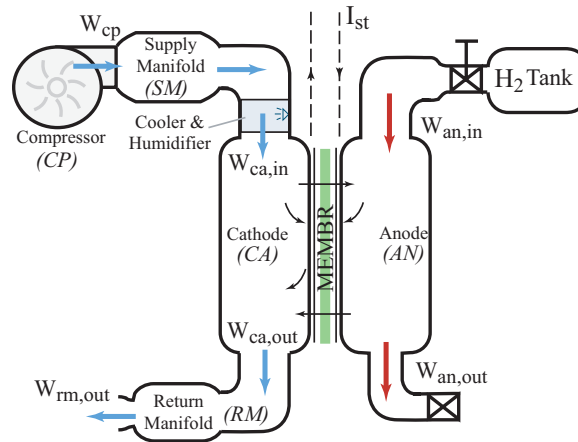 W_cp
I_st
Supply
Manifold
(SM)
H₂ Tank
Compressor
(CP)
Cooler &
Humidifier
W_an,in
W_ca,in
MEMBR
Cathode
(CA)
Anode
(AN)
W_ca,out
W_rm,out
W_an,out
Return
Manifold
(RM)